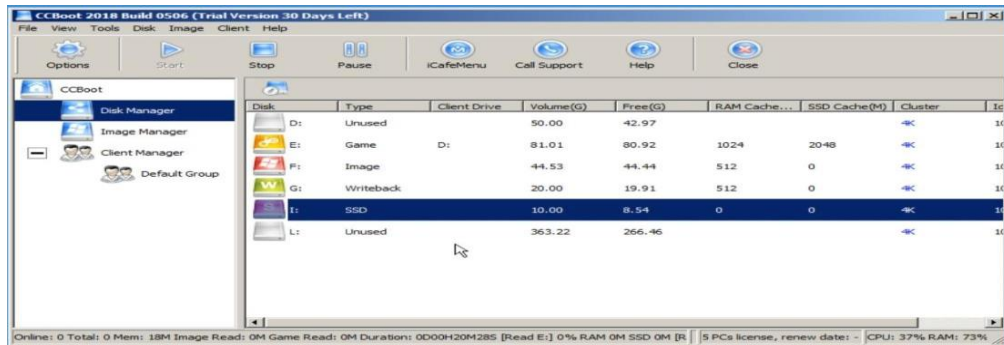 CCBoot 2018 Build 0506 (Trial Version 30 Days Left)
File View Tools Disk Image Client Help
Options Start Stop Pause iCafeMenu Call Support Help Close
CCBoot
Disk Manager
Image Manager
Client Manager
Default Group
Disk Type Client Drive Volume(G) Free(G) RAM Cache... SSD Cache(M) Cluster
D: Unused 50.00 42.97 4K
E: Game D: 81.01 80.92 1024 2048 4K
F: Image 44.53 44.44 512 0 4K
G: Writeback 20.00 19.91 512 0 4K
I: SSD 10.00 8.54 0 0 4K
L: Unused 363.22 266.46 4K
Online: 0 Total: 0 Mem: 18M Image Read: 0M Game Read: 0M Duration: 0D00H20M28S [Read E:] 0% RAM 0M SSD 0M [R 5 PCs license, renew date: - CPU: 37% RAM: 73%